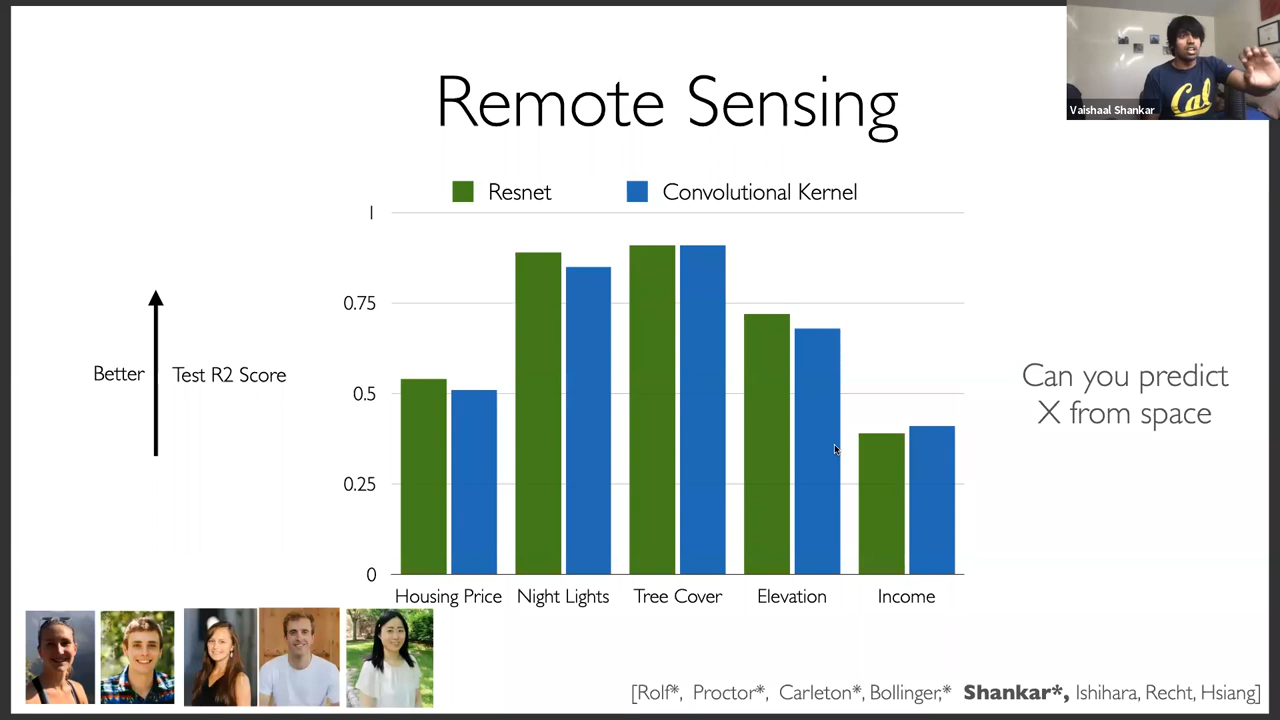 Remote Sensing
Cal
Vaishaal Shankar
Resnet
Convolutional Kernel
1
0.75
0.5
0.25
0
Better
Test R2 Score
Can you predict
X from space
Housing Price
Night Lights
Tree Cover
Elevation
Income
[Rolf*, Proctor*, Carleton*, Bollinger,* Shankar*, Ishihara, Recht, Hsiang]